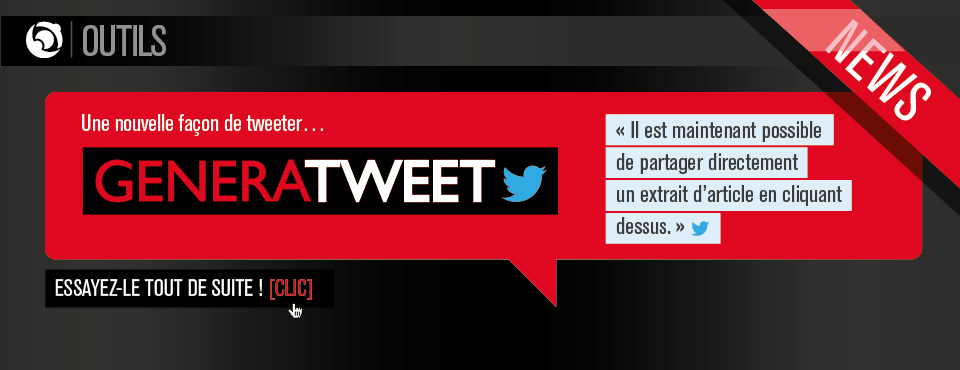 OUTILS
NEWS
Une nouvelle façon de tweeter...
GENERATWEET
« Il est maintenant possible
de partager directement
un extrait d’article en cliquant
dessus. »
ESSAYEZ-LE TOUT DE SUITE ! [CLIC]